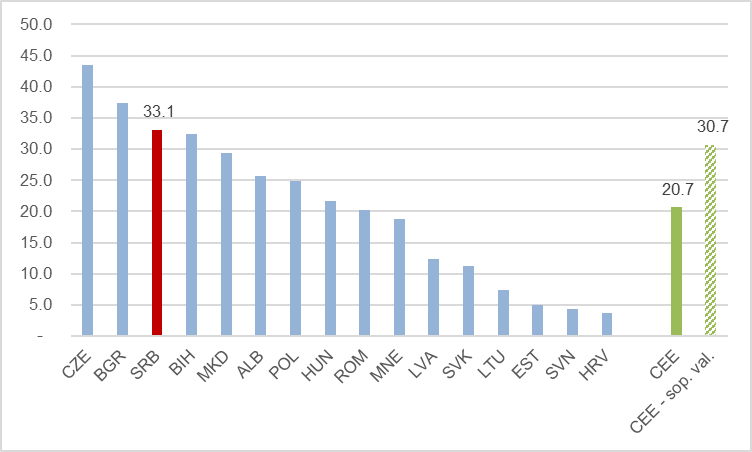 50.0
45.0
40.0
35.0
30.0
25.0
20.0
15.0
10.0
5.0
-
33.1
20.7
30.7
CZE
BGR
SRB
BIH
MKD
ALB
POL
HUN
ROM
MNE
LVA
SVK
LTU
EST
SVN
HRV
CEE
CEE - sop. val.